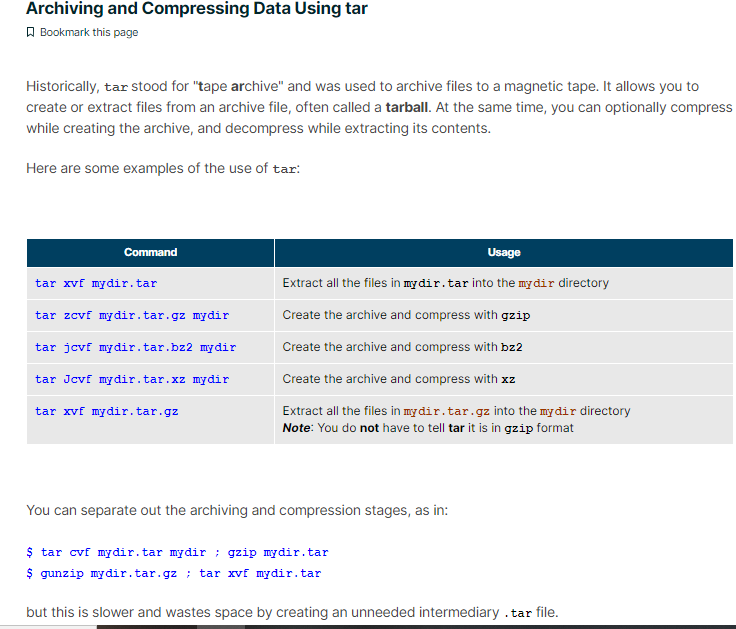 Archiving and Compressing Data Using tar
Bookmark this page
Historically, tar stood for "tape archive" and was used to archive files to a magnetic tape. It allows you to
create or extract files from an archive file, often called a tarball. At the same time, you can optionally compress
while creating the archive, and decompress while extracting its contents.
Here are some examples of the use of tar:
Command Usage
tar xvf mydir.tar Extract all the files in mydir.tar into the mydir directory
tar zcvf mydir.tar.gz mydir Create the archive and compress with gzip
tar jcvf mydir.tar.bz2 mydir Create the archive and compress with bz2
tar Jcvf mydir.tar.xz mydir Create the archive and compress with xz
tar xvf mydir.tar.gz Extract all the files in mydir.tar.gz into the mydir directory
Note: You do not have to tell tar it is in gzip format
You can separate out the archiving and compression stages, as in:
$ tar cvf mydir.tar mydir ; gzip mydir.tar
$ gunzip mydir.tar.gz ; tar xvf mydir.tar
but this is slower and wastes space by creating an unneeded intermediary .tar file.